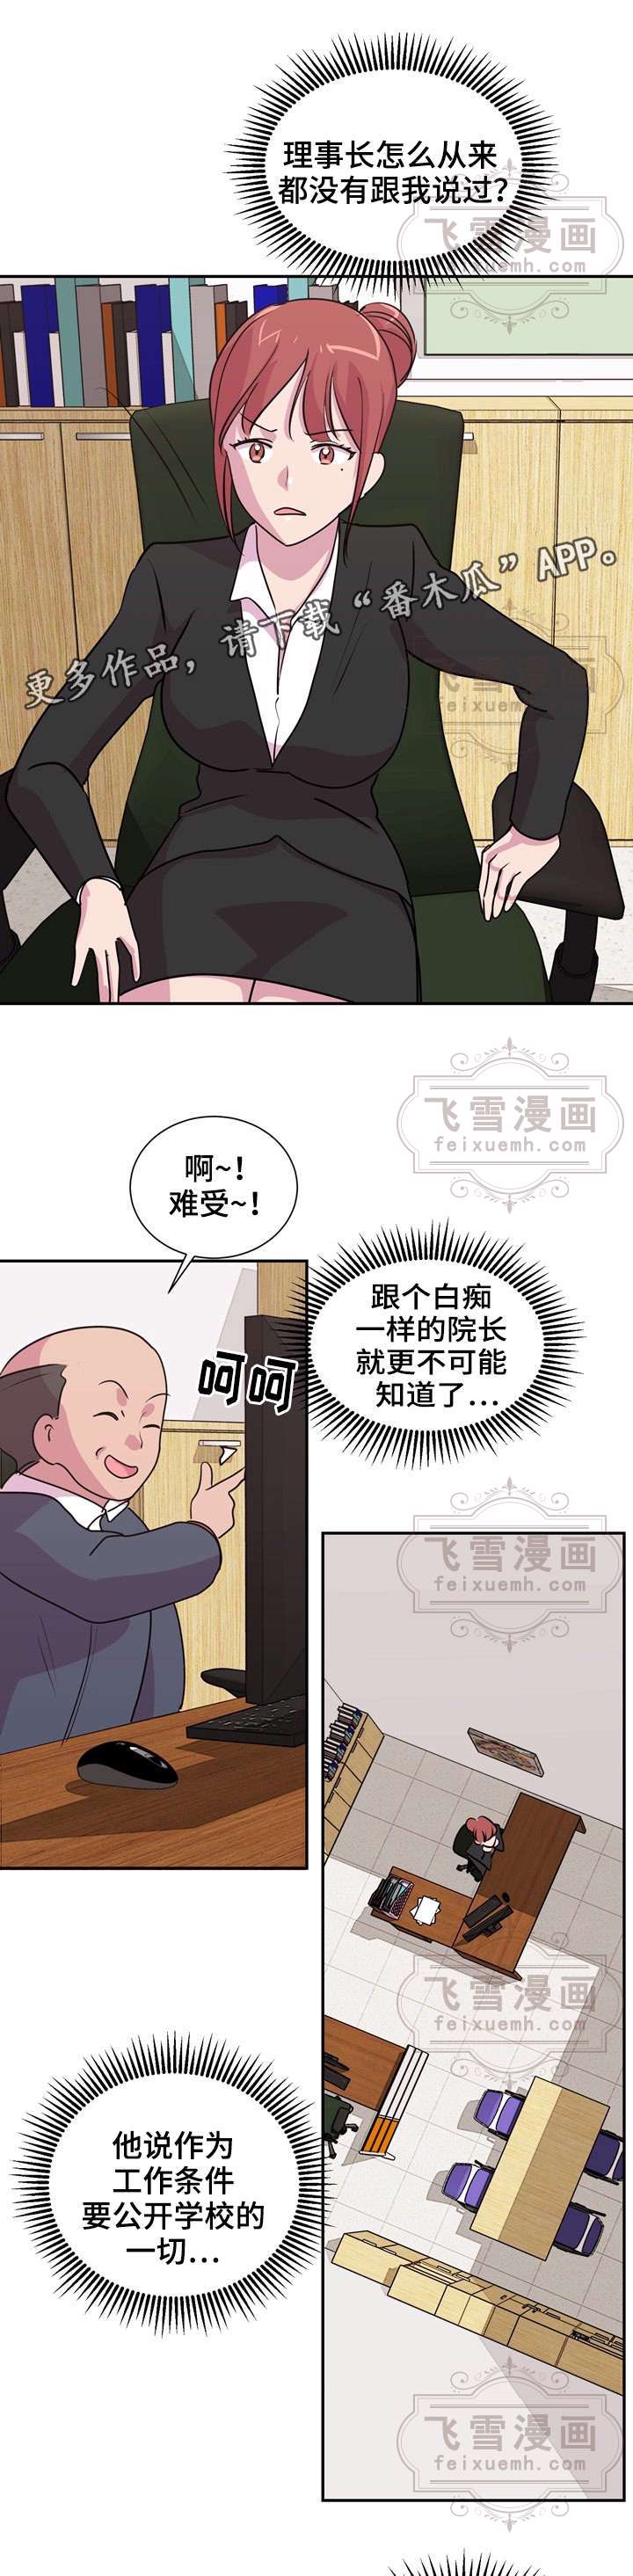 理事长怎么从来
都没有跟我说过?
飞雪漫画
feixuemh.com
更多作品，请下载“番木瓜”APP。
飞雪漫画
feixuemh.com
飞雪漫画
feixuemh.com
啊~!
难受~!
跟个白痴
一样的院长
就更不可能
知道了...
呵呵
飞雪漫画
feixuemh.com
飞雪漫画
feixuemh.com
他说作为
工作条件
要公开学校的
一切...
飞雪漫画
feixuemh.com